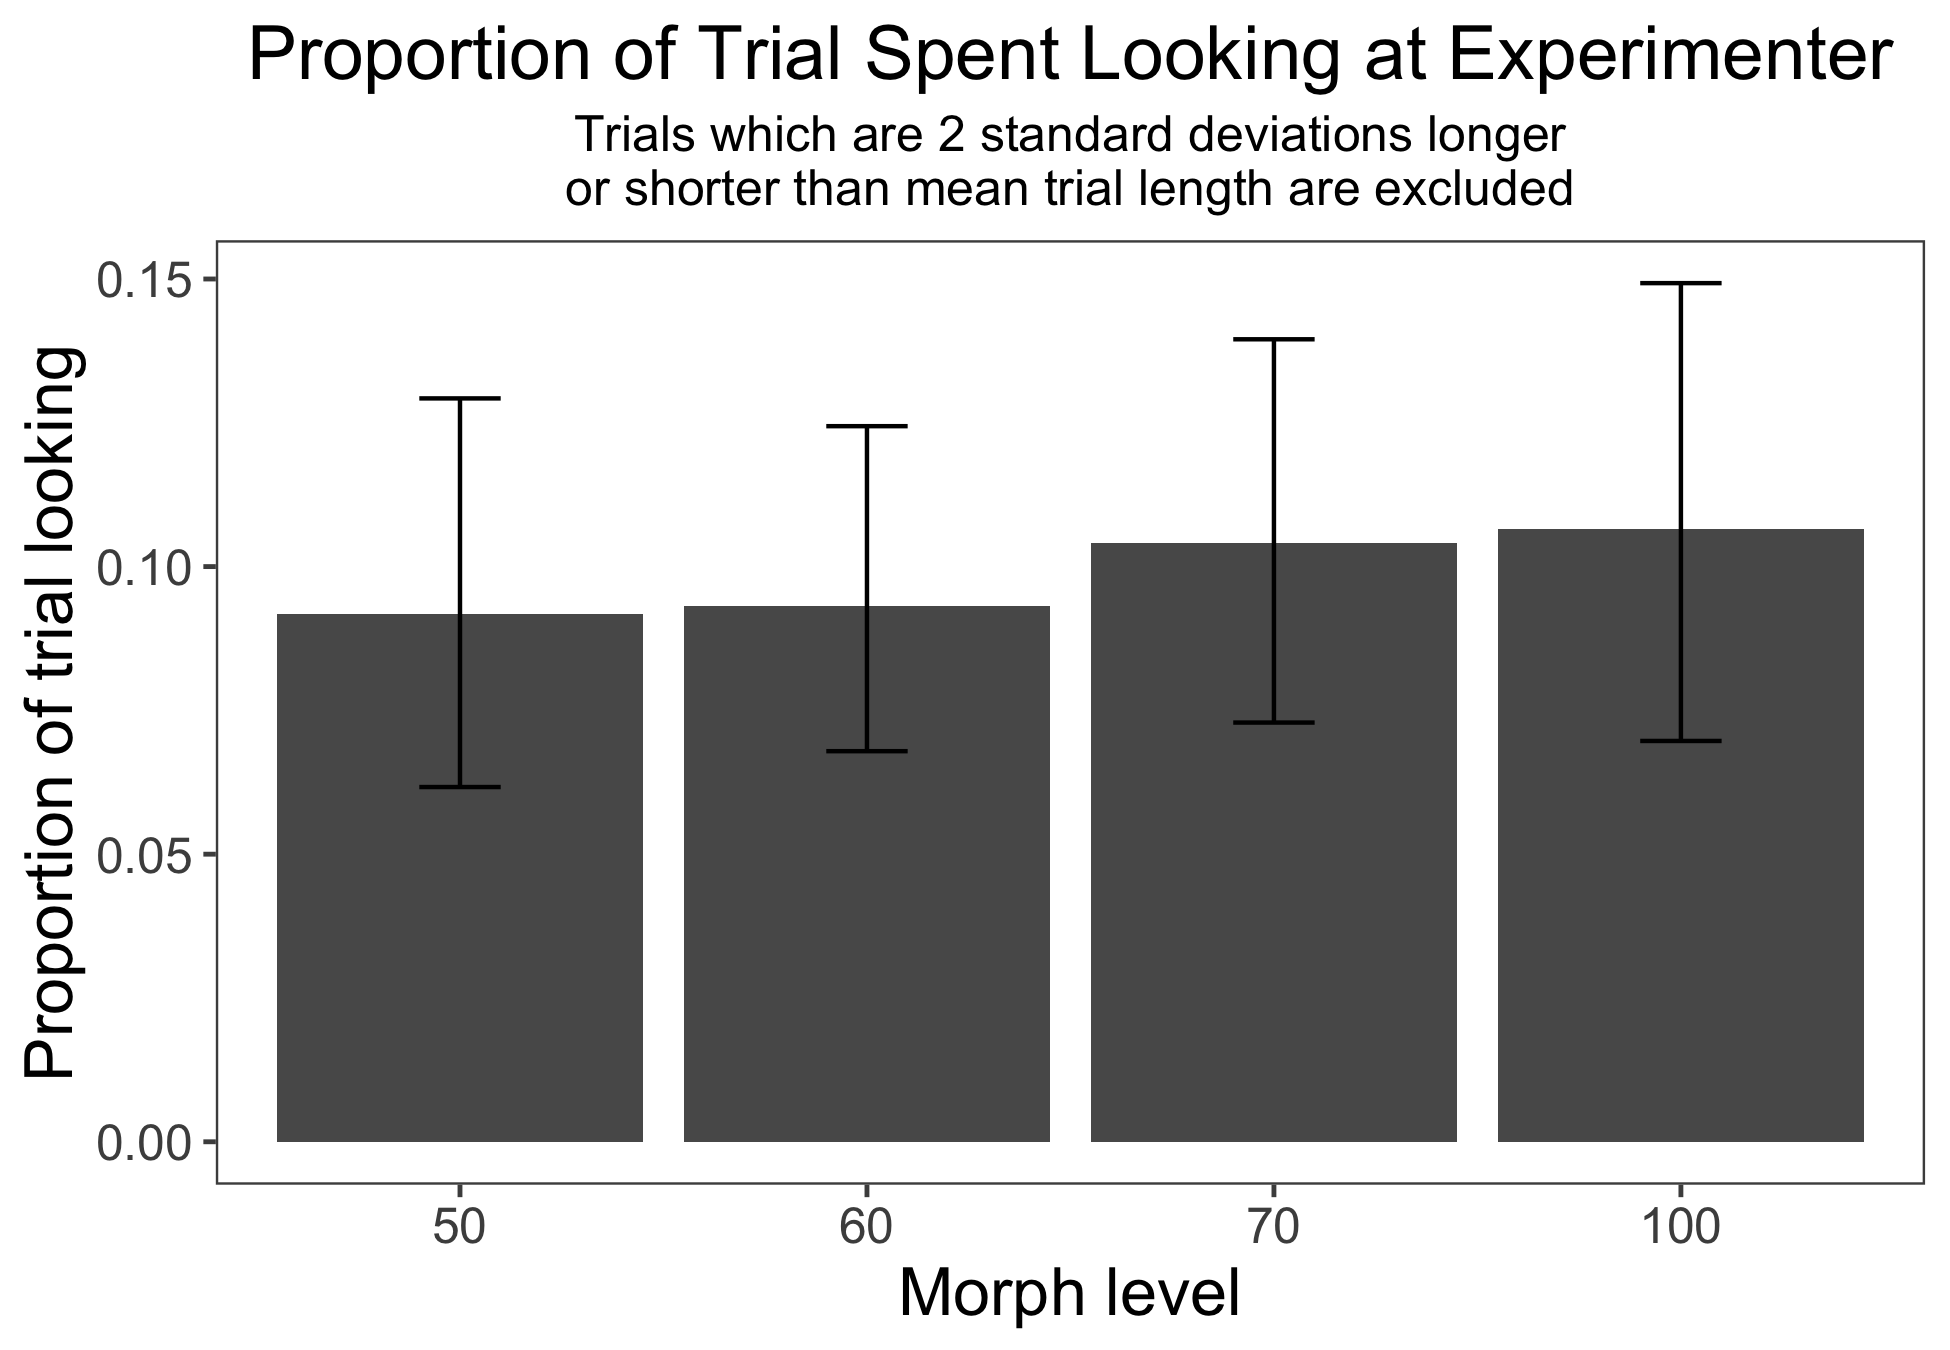 Proportion of Trial Spent Looking at Experimenter
Trials which are 2 standard deviations longer
or shorter than mean trial length are excluded
Proportion of trial looking
0.15
0.10
0.05
0.00
50
60
70
100
Morph level